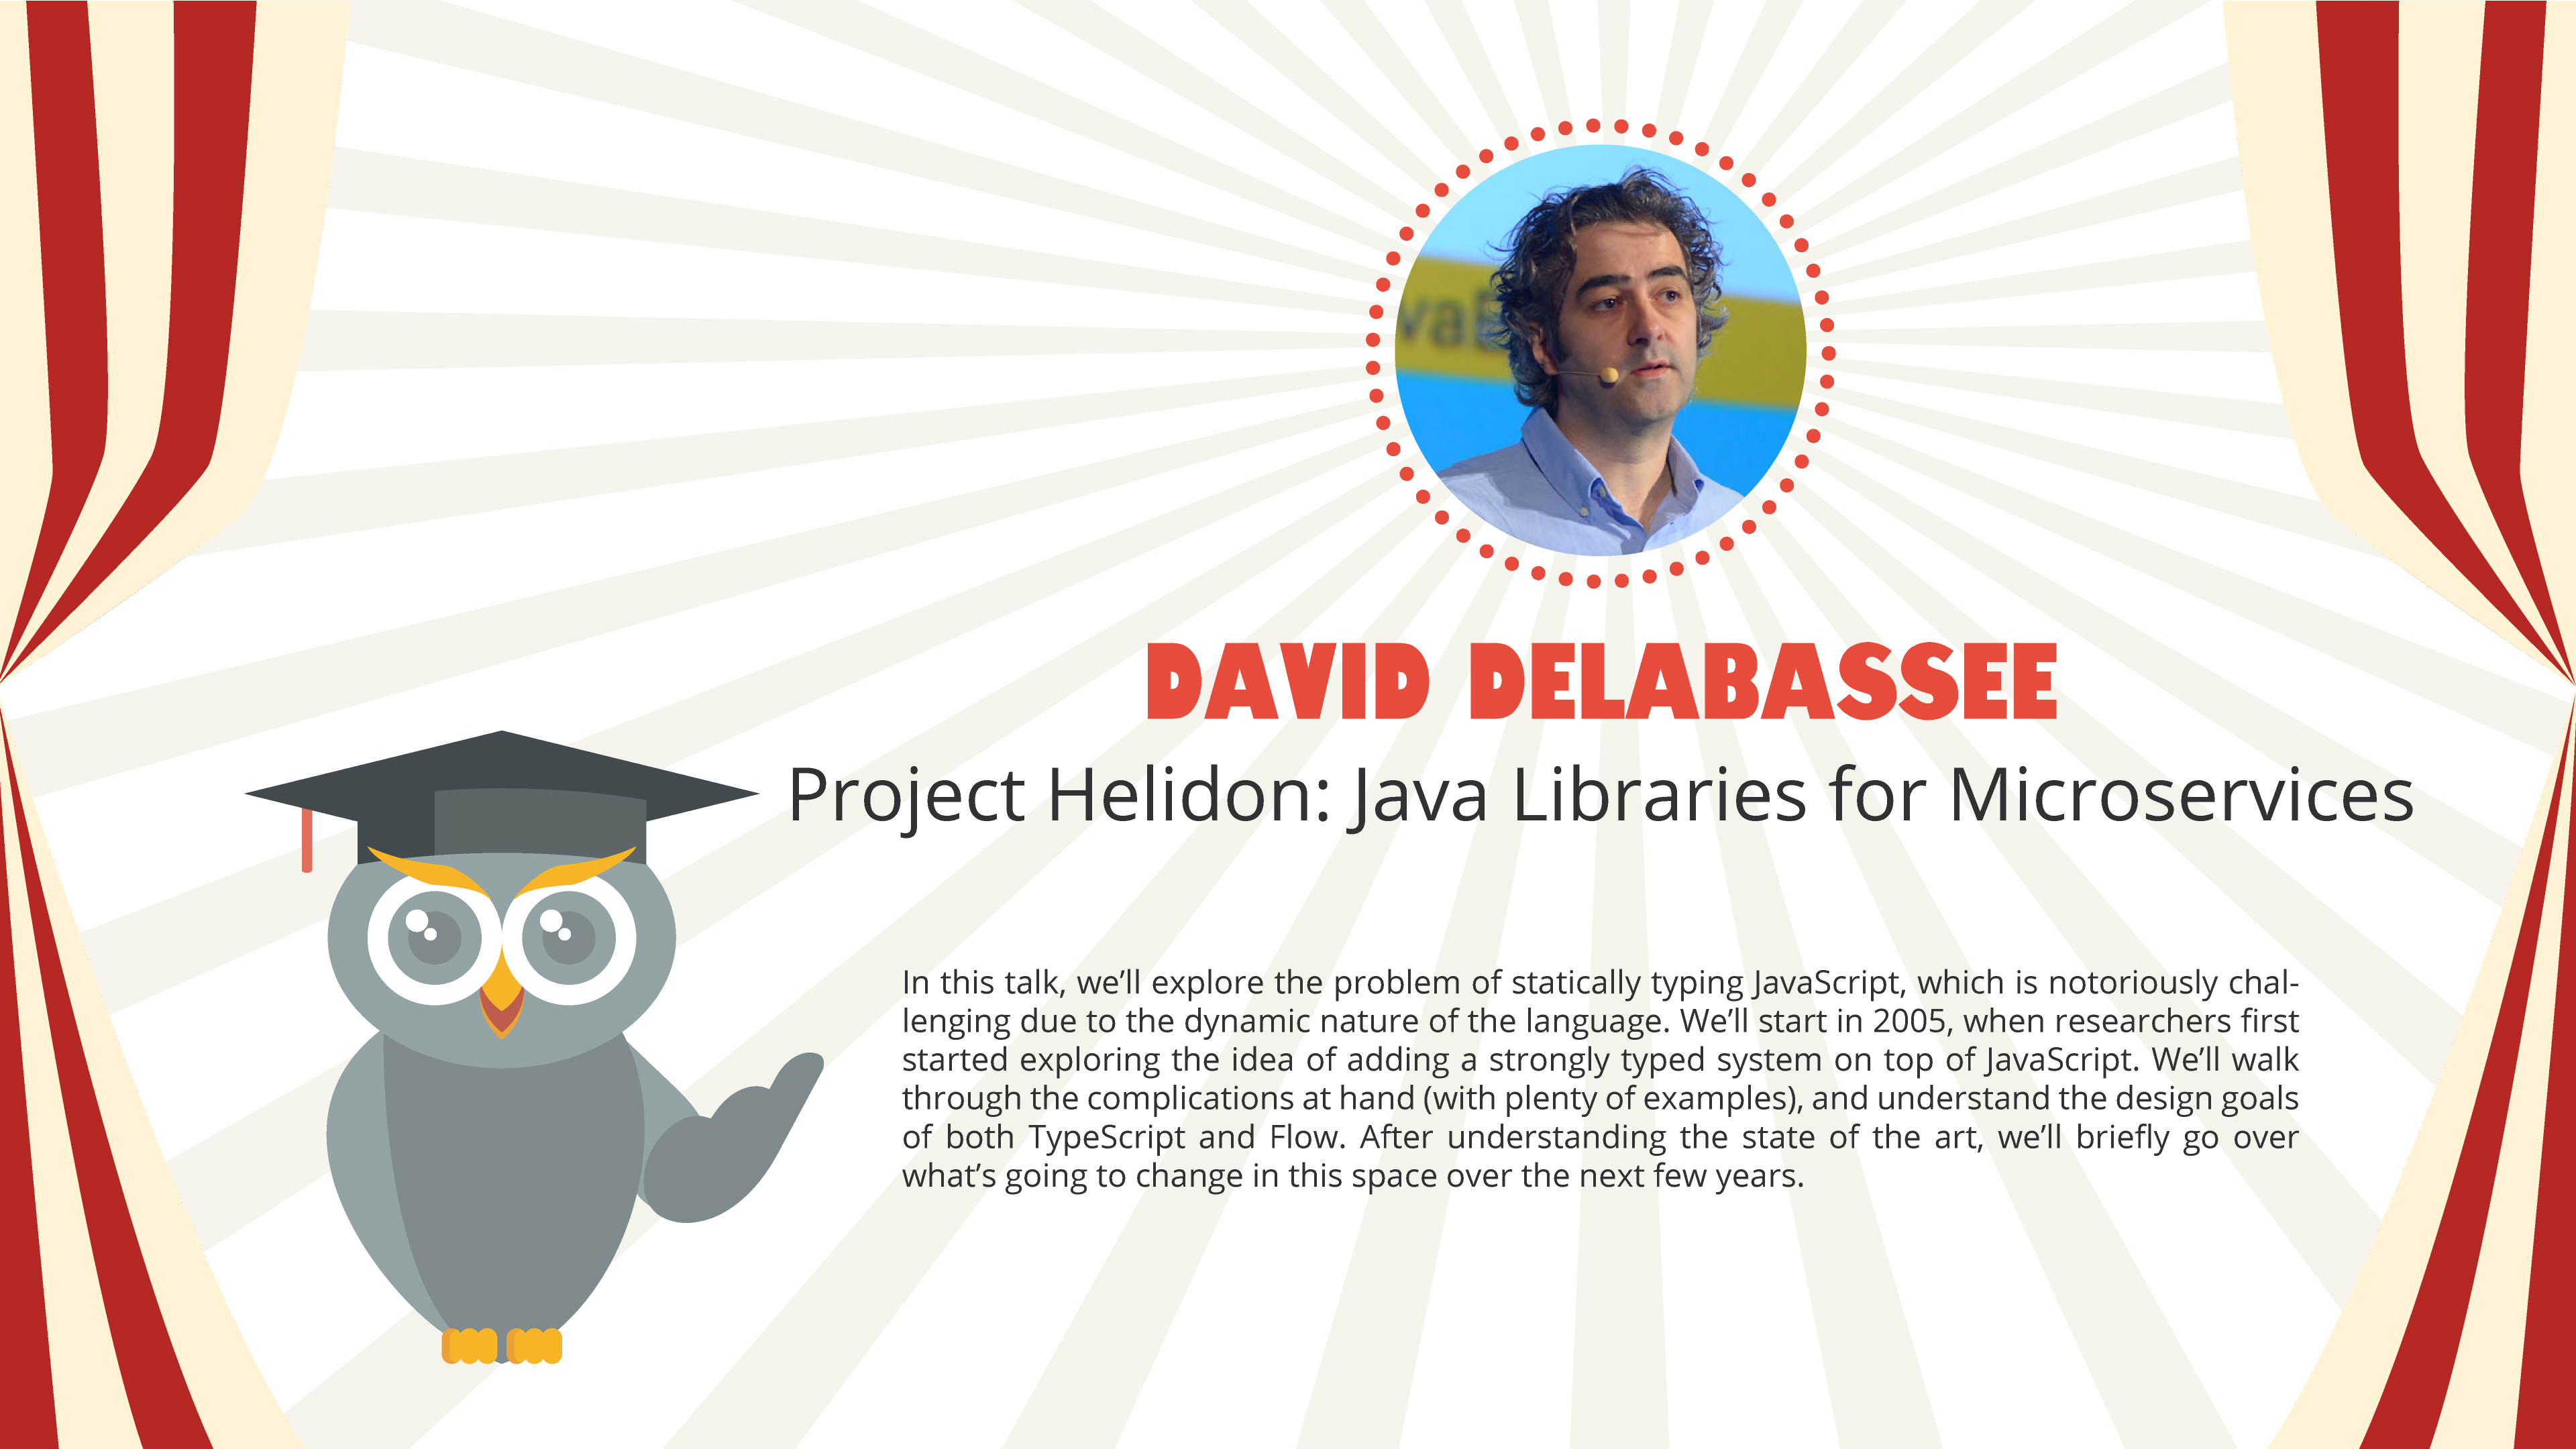 vaE
DAVID DELABASSEE
Project Helidon: Java Libraries for Microservices
In this talk, we’ll explore the problem of statically typing JavaScript, which is notoriously chal-
lenging due to the dynamic nature of the language. We’ll start in 2005, when researchers first
started exploring the idea of adding a strongly typed system on top of JavaScript. We’ll walk
through the complications at hand (with plenty of examples), and understand the design goals
of both TypeScript and Flow. After understanding the state of the art, we’ll briefly go over
what’s going to change in this space over the next few years.